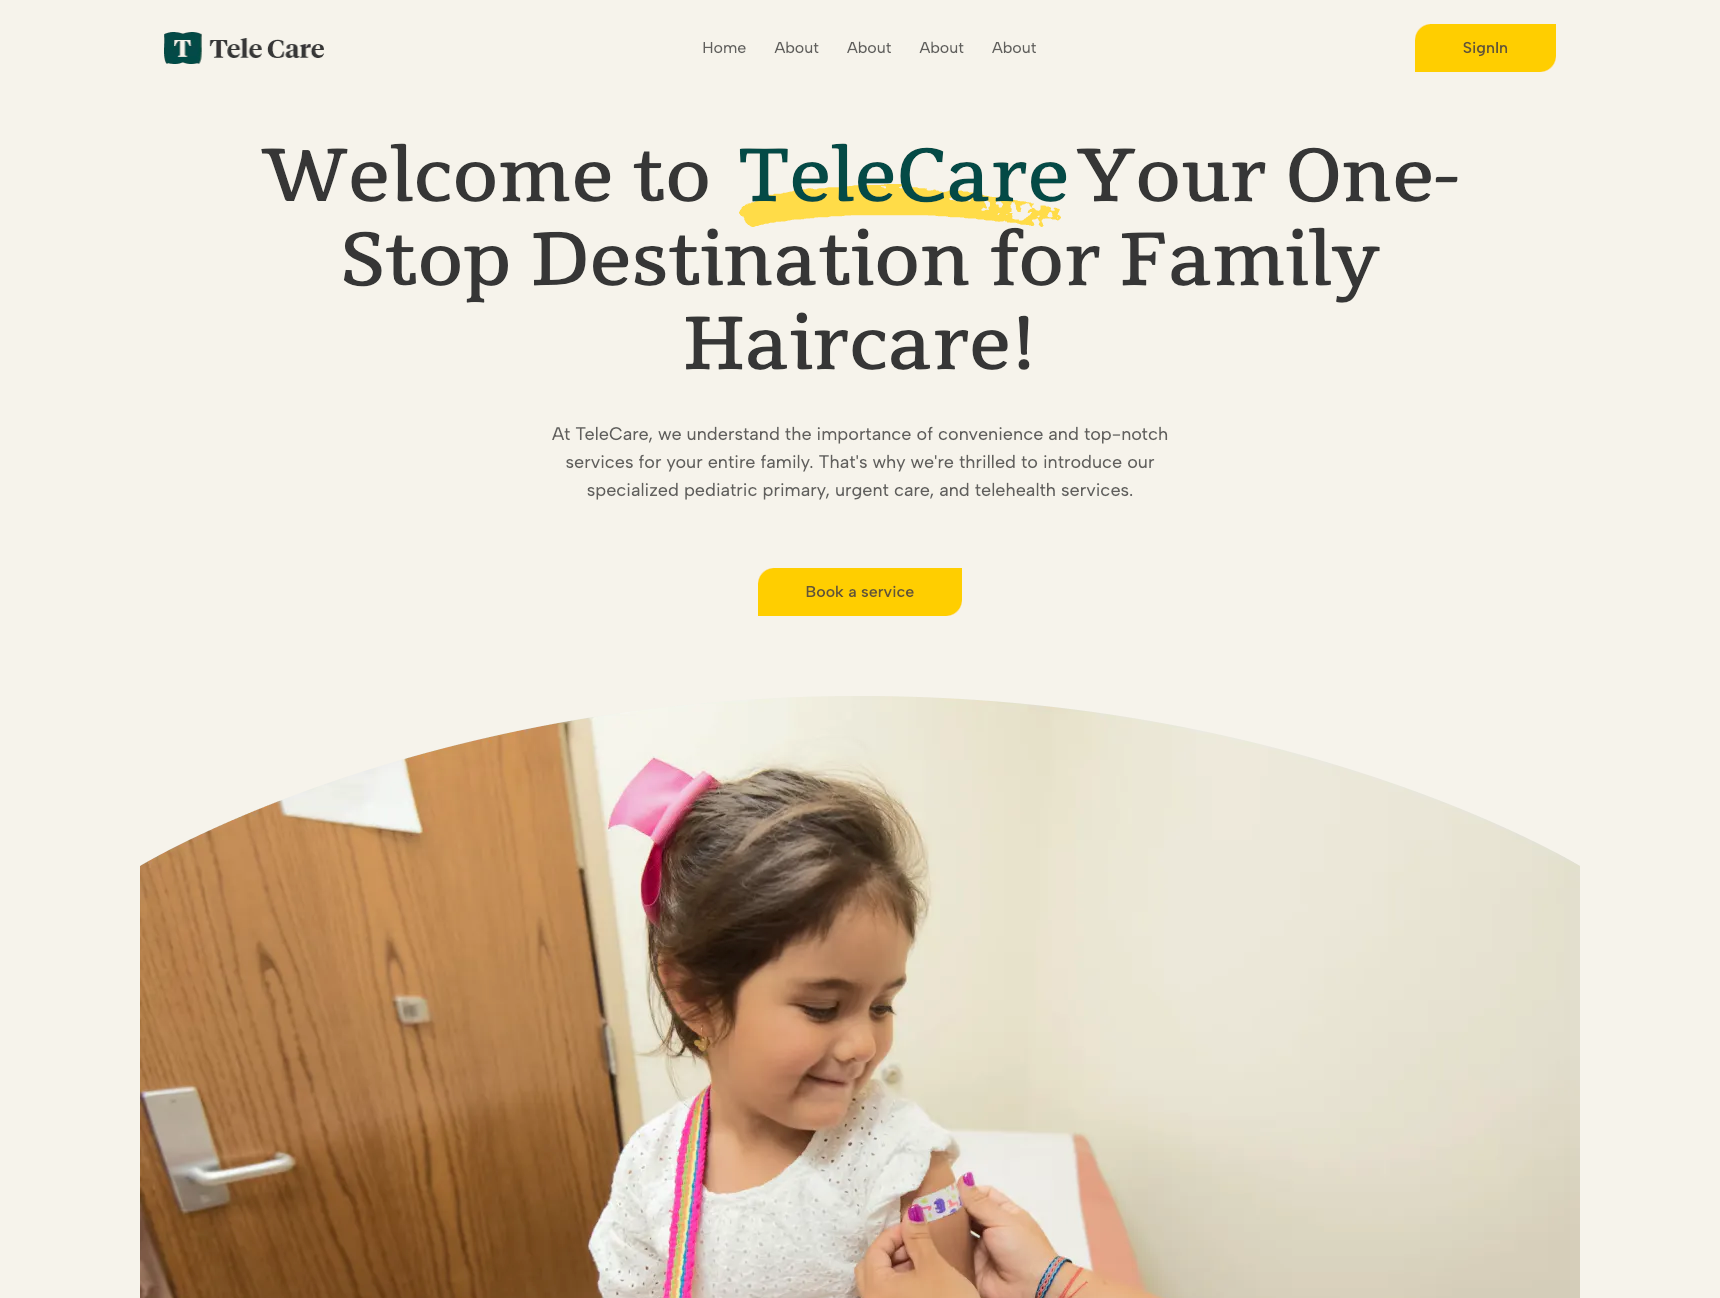 T Tele Care
Home About About About About
SignIn
Welcome to TeleCare Your One-
Stop Destination for Family
Haircare!
At TeleCare, we understand the importance of convenience and top-notch
services for your entire family. That's why we're thrilled to introduce our
specialized pediatric primary, urgent care, and telehealth services.
Book a service